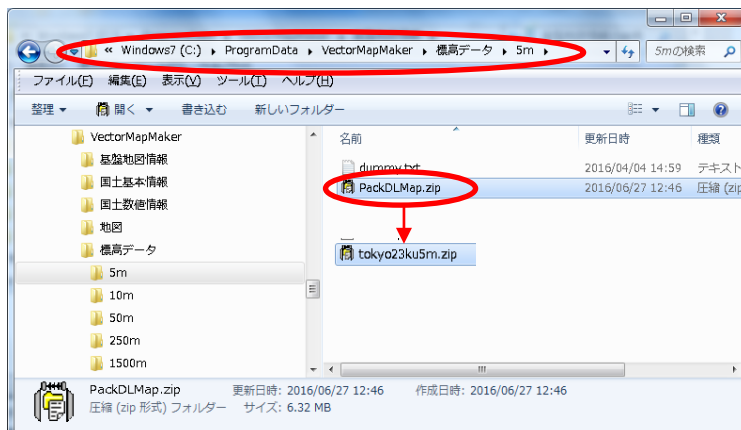 « Windows7 (C:) ▸ ProgramData ▸ VectorMapMaker ▸ 標高データ ▸ 5m ▸ 5mの検索
ファイル(F) 編集(E) 表示(V) ツール(T) ヘルプ(H)
整理 ▼ 開く ▼ 書き込む 新しいフォルダー
名前 更新日時 種類
VectorMapMaker
基盤地図情報
国土基本情報
国土数値情報
地図
標高データ
5m
10m
50m
250m
1500m
dummy.txt 2016/04/04 14:59 テキスト
PackDLMap.zip 2016/06/27 12:46 圧縮 (zip
tokyo23ku5m.zip
PackDLMap.zip 更新日時: 2016/06/27 12:46 作成日時: 2016/06/27 12:46
圧縮 (zip 形式) フォルダー サイズ: 6.32 MB